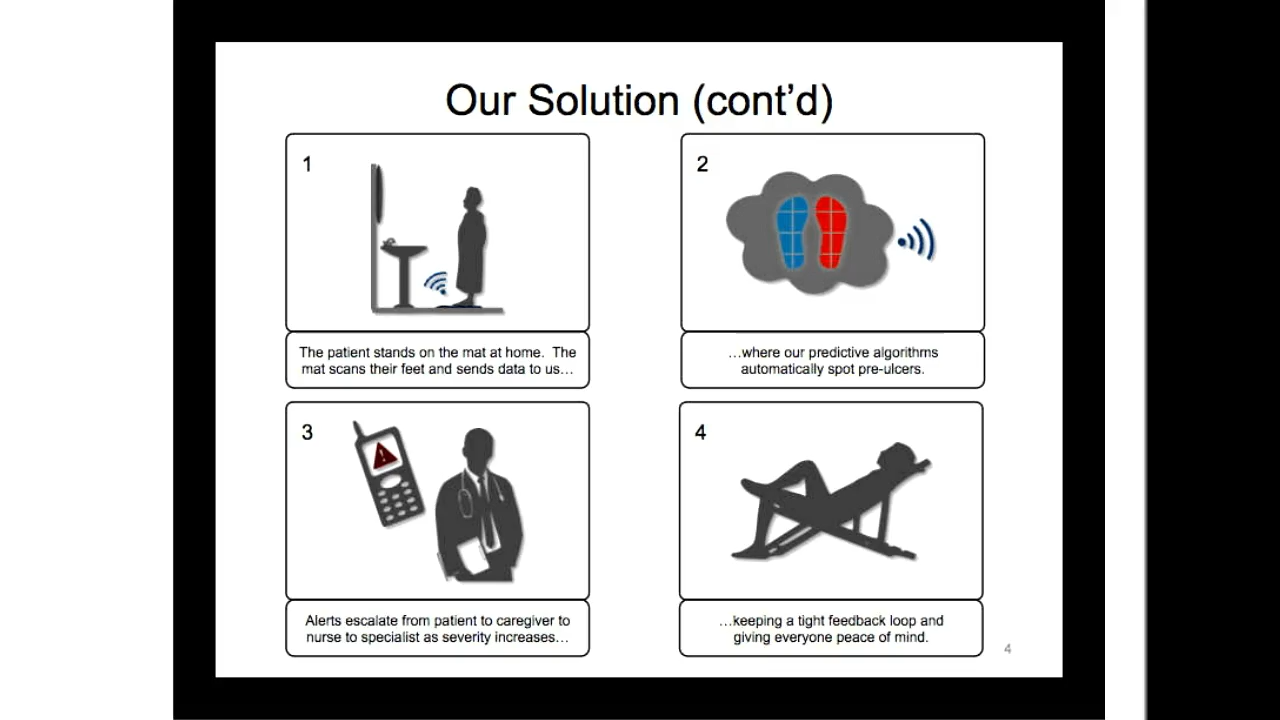 Our Solution (cont’d)
1
The patient stands on the mat at home.  The
mat scans their feet and sends data to us…
2
…where our predictive algorithms
automatically spot pre-ulcers.
3
Alerts escalate from patient to caregiver to
nurse to specialist as severity increases…
4
…keeping a tight feedback loop and
giving everyone peace of mind.
4